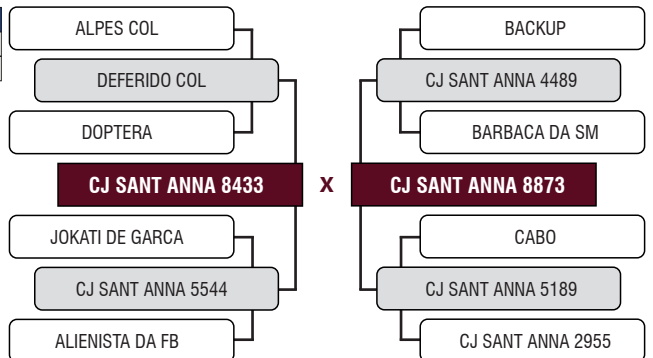 ALPES COL
DEFERIDO COL
DOPTERA
CJ SANT ANNA 8433
JOKATI DE GARCA
CJ SANT ANNA 5544
ALIENISTA DA FB
X
BACKUP
CJ SANT ANNA 4489
BARBACA DA SM
CJ SANT ANNA 8873
CABO
CJ SANT ANNA 5189
CJ SANT ANNA 2955